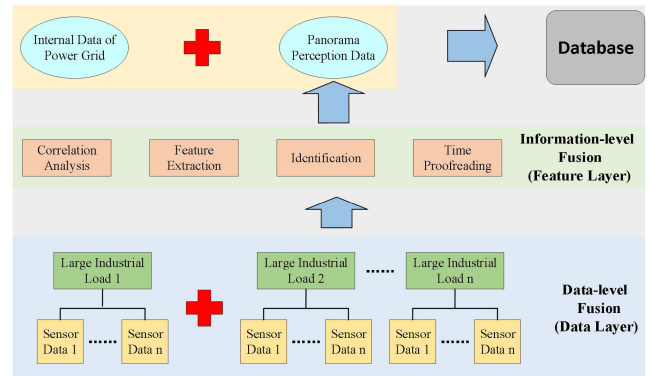 Internal Data of
Power Grid
Panorama
Perception Data
Database
Correlation
Analysis
Feature
Extraction
Identification
Time
Proofreading
Information-level
Fusion
(Feature Layer)
Large Industrial
Load 1
Large Industrial
Load 2
......
Large Industrial
Load n
Sensor
Data 1
......
Sensor
Data n
Sensor
Data 1
......
Sensor
Data n
Sensor
Data 1
......
Sensor
Data n
Data-level
Fusion
(Data Layer)